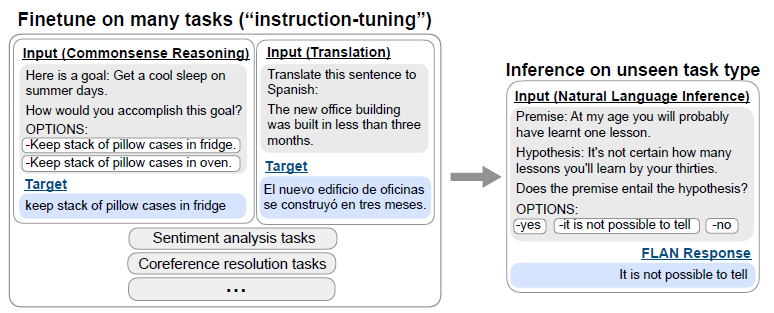 Finetune on many tasks (“instruction-tuning”)
Input (Commonsense Reasoning)
Here is a goal: Get a cool sleep on
summer days.
How would you accomplish this goal?
OPTIONS:
-Keep stack of pillow cases in fridge.
-Keep stack of pillow cases in oven.
Target
keep stack of pillow cases in fridge
Input (Translation)
Translate this sentence to
Spanish:
The new office building
was built in less than three
months.
Target
El nuevo edificio de oficinas
se construyó en tres meses.
Sentiment analysis tasks
Coreference resolution tasks
...
Inference on unseen task type
Input (Natural Language Inference)
Premise: At my age you will probably
have learnt one lesson.
Hypothesis: It's not certain how many
lessons you'll learn by your thirties.
Does the premise entail the hypothesis?
OPTIONS:
-yes -it is not possible to tell -no
FLAN Response
It is not possible to tell